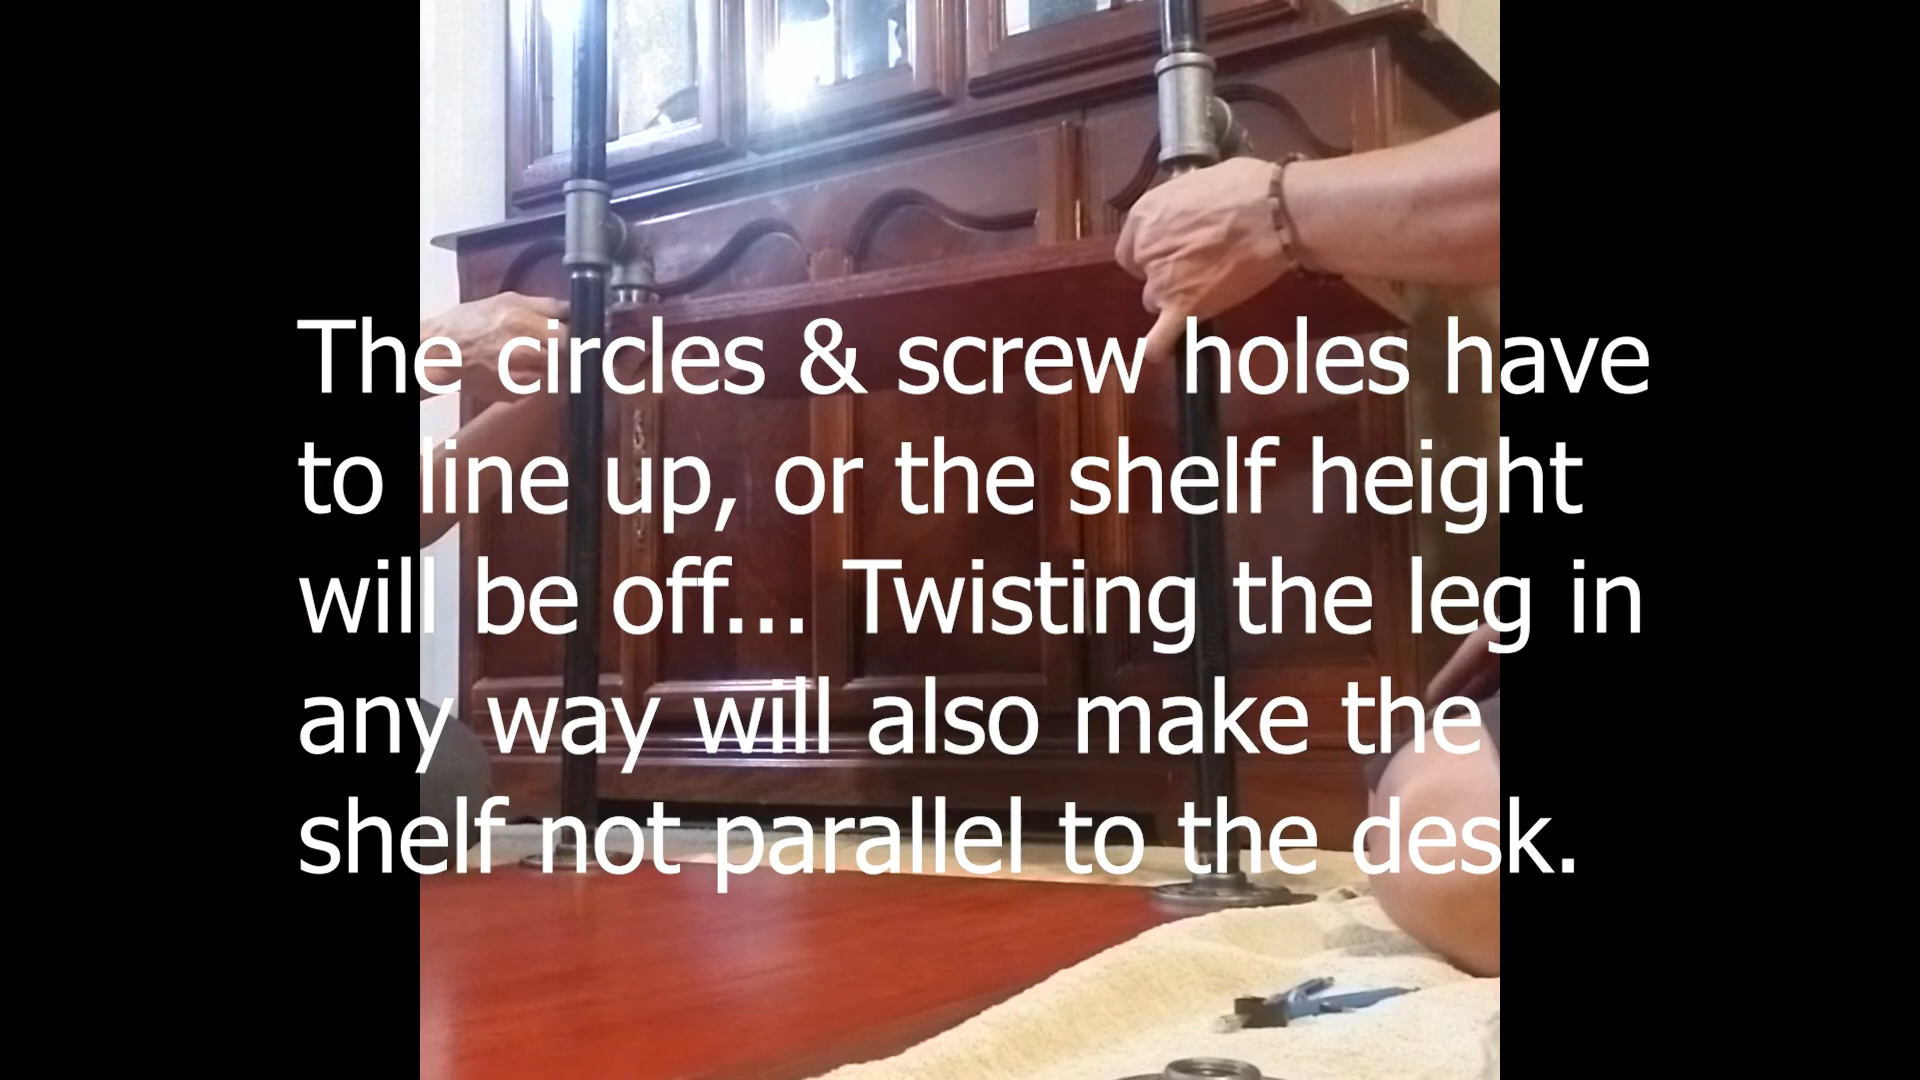 The circles & screw holes have
to line up, or the shelf height
will be off... Twisting the leg in
any way will also make the
shelf not parallel to the desk.